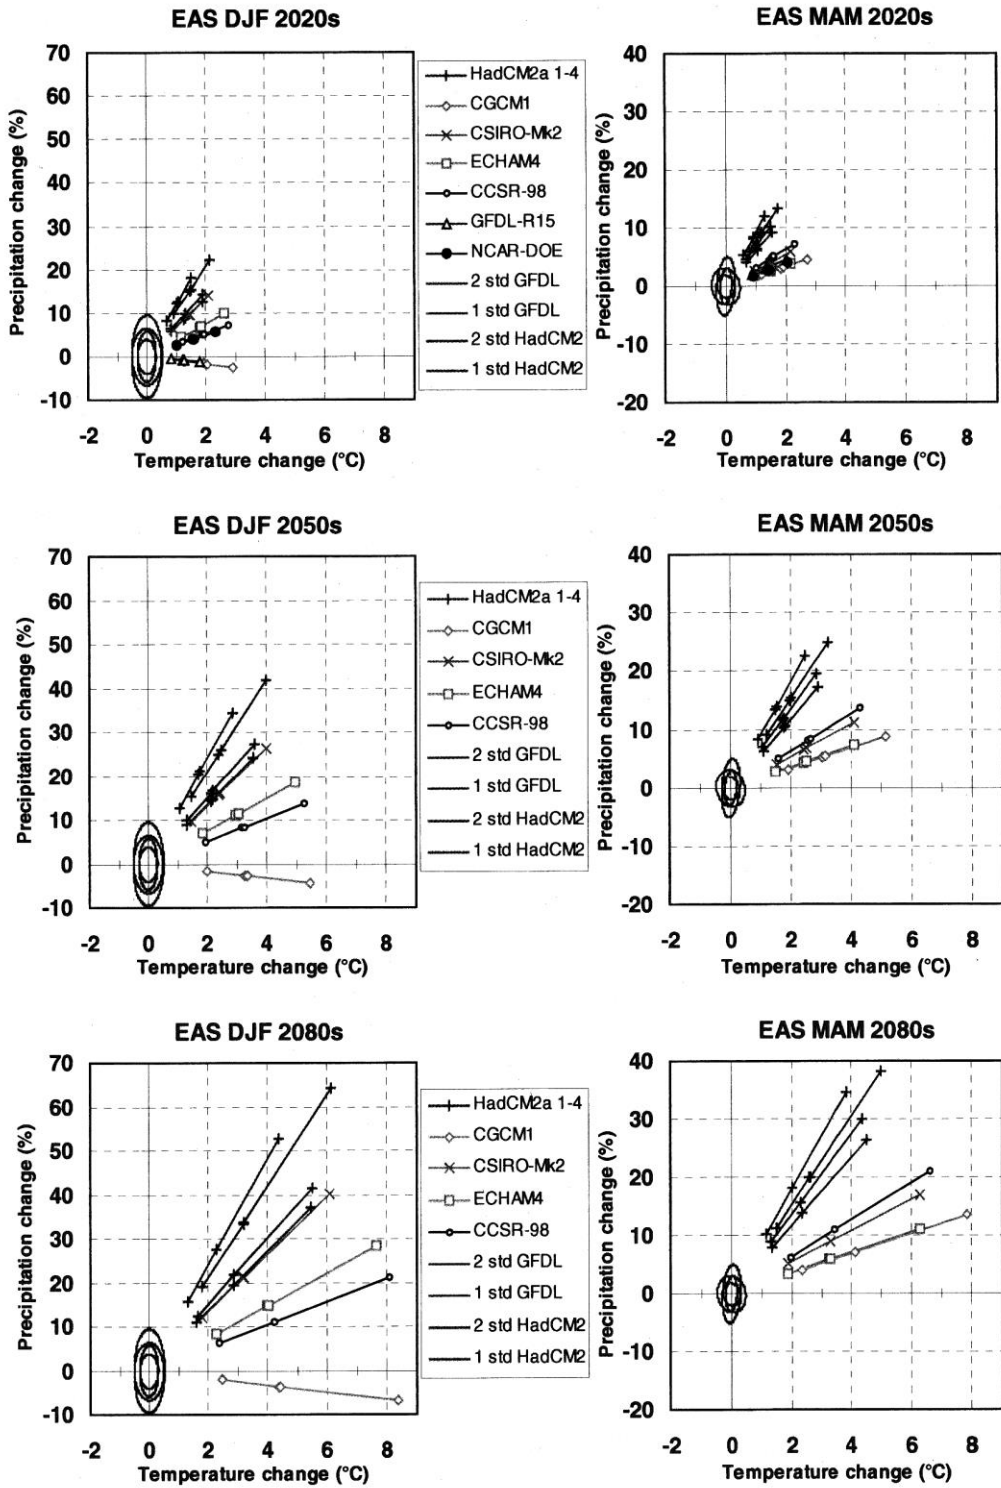 EAS DJF 2020s
70
60
50
40
30
20
10
0
-10
Precipitation change (%)
-2 0 2 4 6 8
Temperature change (°C)
HadCM2a 1-4
CGCM1
CSIRO-Mk2
ECHAM4
CCSR-98
GFDL-R15
NCAR-DOE
2 std GFDL
1 std GFDL
2 std HadCM2
1 std HadCM2
EAS MAM 2020s
40
30
20
10
0
-10
-20
Precipitation change (%)
-2 0 2 4 6 8
Temperature change (°C)
EAS DJF 2050s
70
60
50
40
30
20
10
0
-10
Precipitation change (%)
-2 0 2 4 6 8
Temperature change (°C)
HadCM2a 1-4
CGCM1
CSIRO-Mk2
ECHAM4
CCSR-98
2 std GFDL
1 std GFDL
2 std HadCM2
1 std HadCM2
EAS MAM 2050s
40
30
20
10
0
-10
-20
Precipitation change (%)
-2 0 2 4 6 8
Temperature change (°C)
EAS DJF 2080s
70
60
50
40
30
20
10
0
-10
Precipitation change (%)
-2 0 2 4 6 8
Temperature change (°C)
HadCM2a 1-4
CGCM1
CSIRO-Mk2
ECHAM4
CCSR-98
2 std GFDL
1 std GFDL
2 std HadCM2
1 std HadCM2
EAS MAM 2080s
40
30
20
10
0
-10
-20
Precipitation change (%)
-2 0 2 4 6 8
Temperature change (°C)